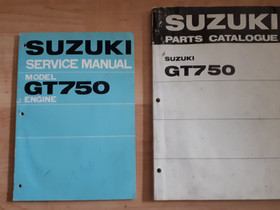 SUZUKI
SERVICE MANUAL
MODEL
GT750
ENGINE
SUZUKI
PARTS CATALOGUE
SUZUKI
GT750